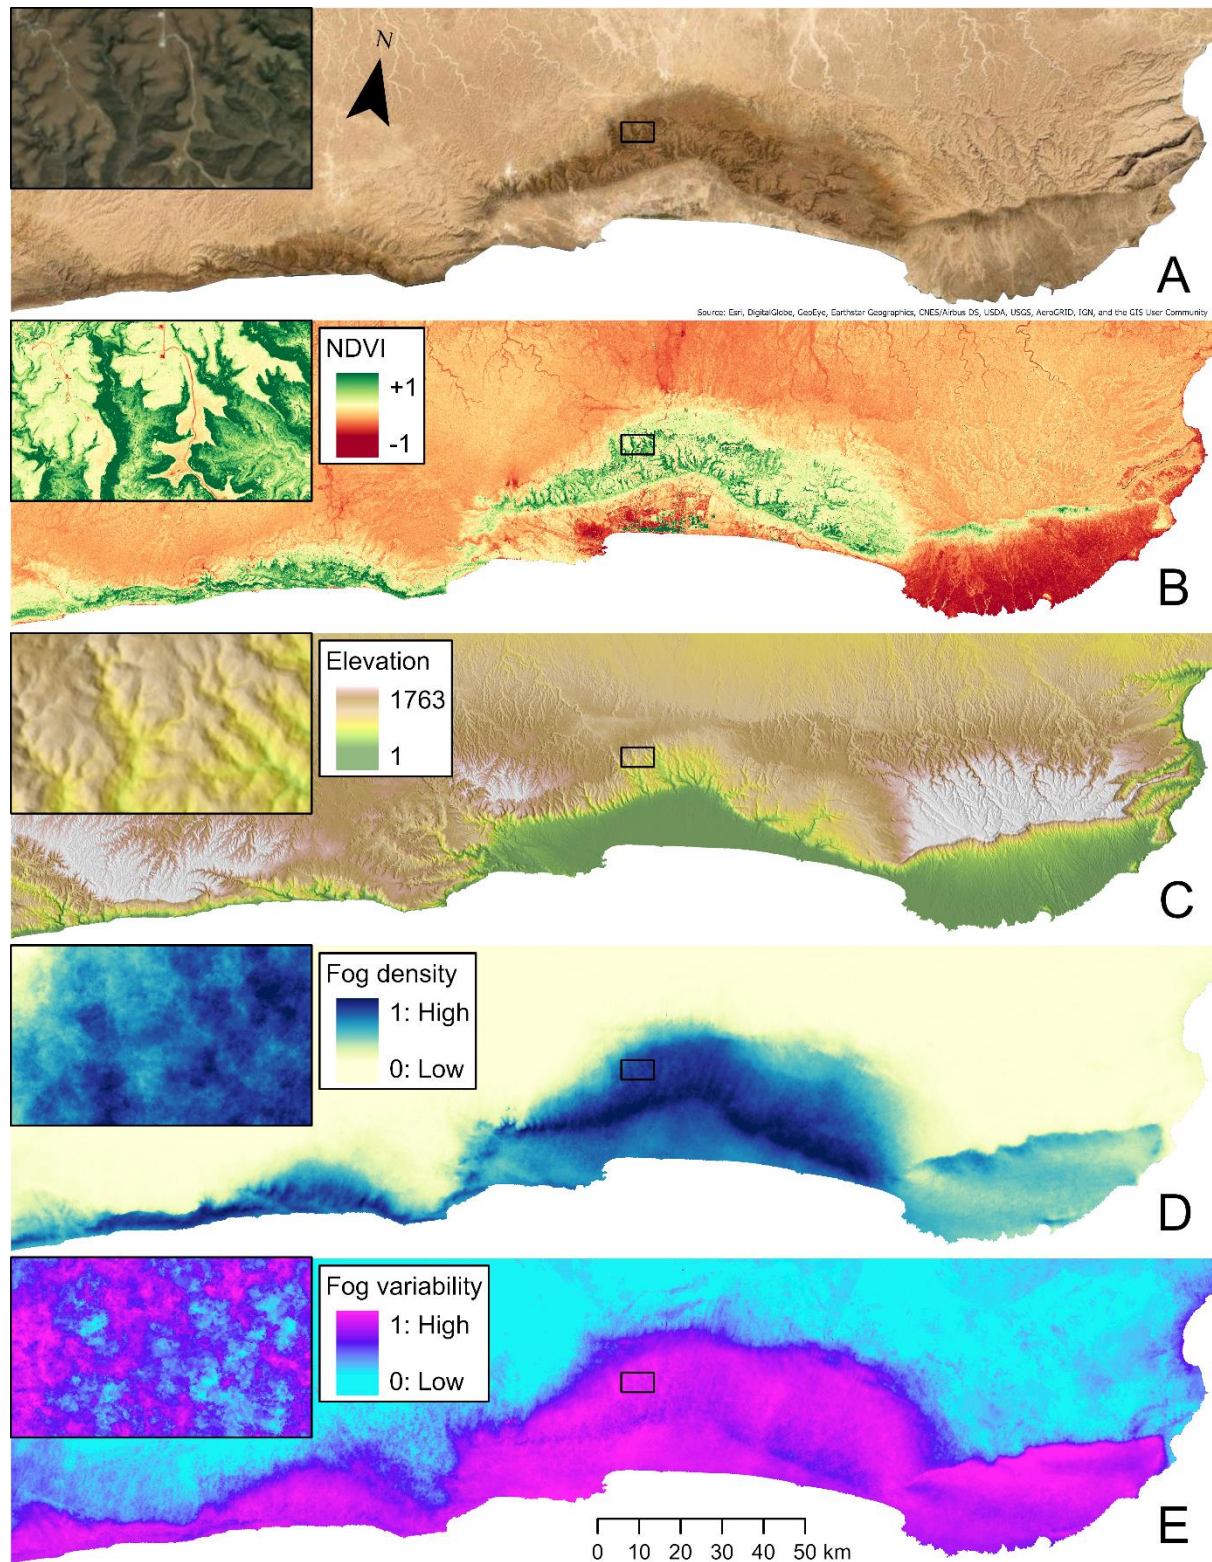 N
A
Source: Esri, DigitalGlobe, GeoEye, Earthstar Geographics, CNES/Airbus DS, USDA, USGS, AeroGRID, IGN, and the GIS User Community
NDVI
+1
-1
B
Elevation
1763
1
C
Fog density
1: High
0: Low
D
Fog variability
1: High
0: Low
E
0 10 20 30 40 50 km